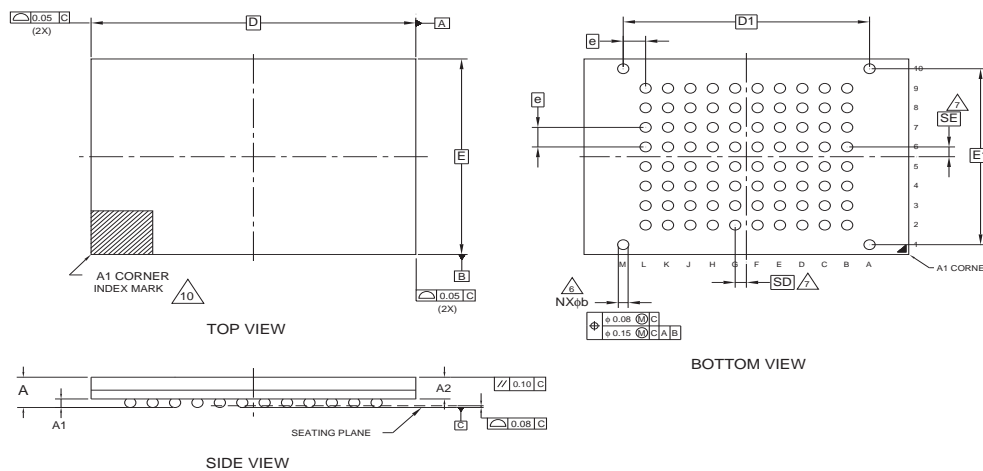 0.05 C
(2X)
D
A
E
B
A1 CORNER
INDEX MARK
10
0.05 C
(2X)
TOP VIEW
D1
e
e
10
9
8
7
6
5
4
3
2
1
7
SE
E1
M L K J H G F E D C B A
A1 CORNER
6
NXφb
SD
7
φ 0.08 M C
φ 0.15 M C A B
BOTTOM VIEW
A
A1
A2
// 0.10 C
SEATING PLANE
C
0.08 C
SIDE VIEW